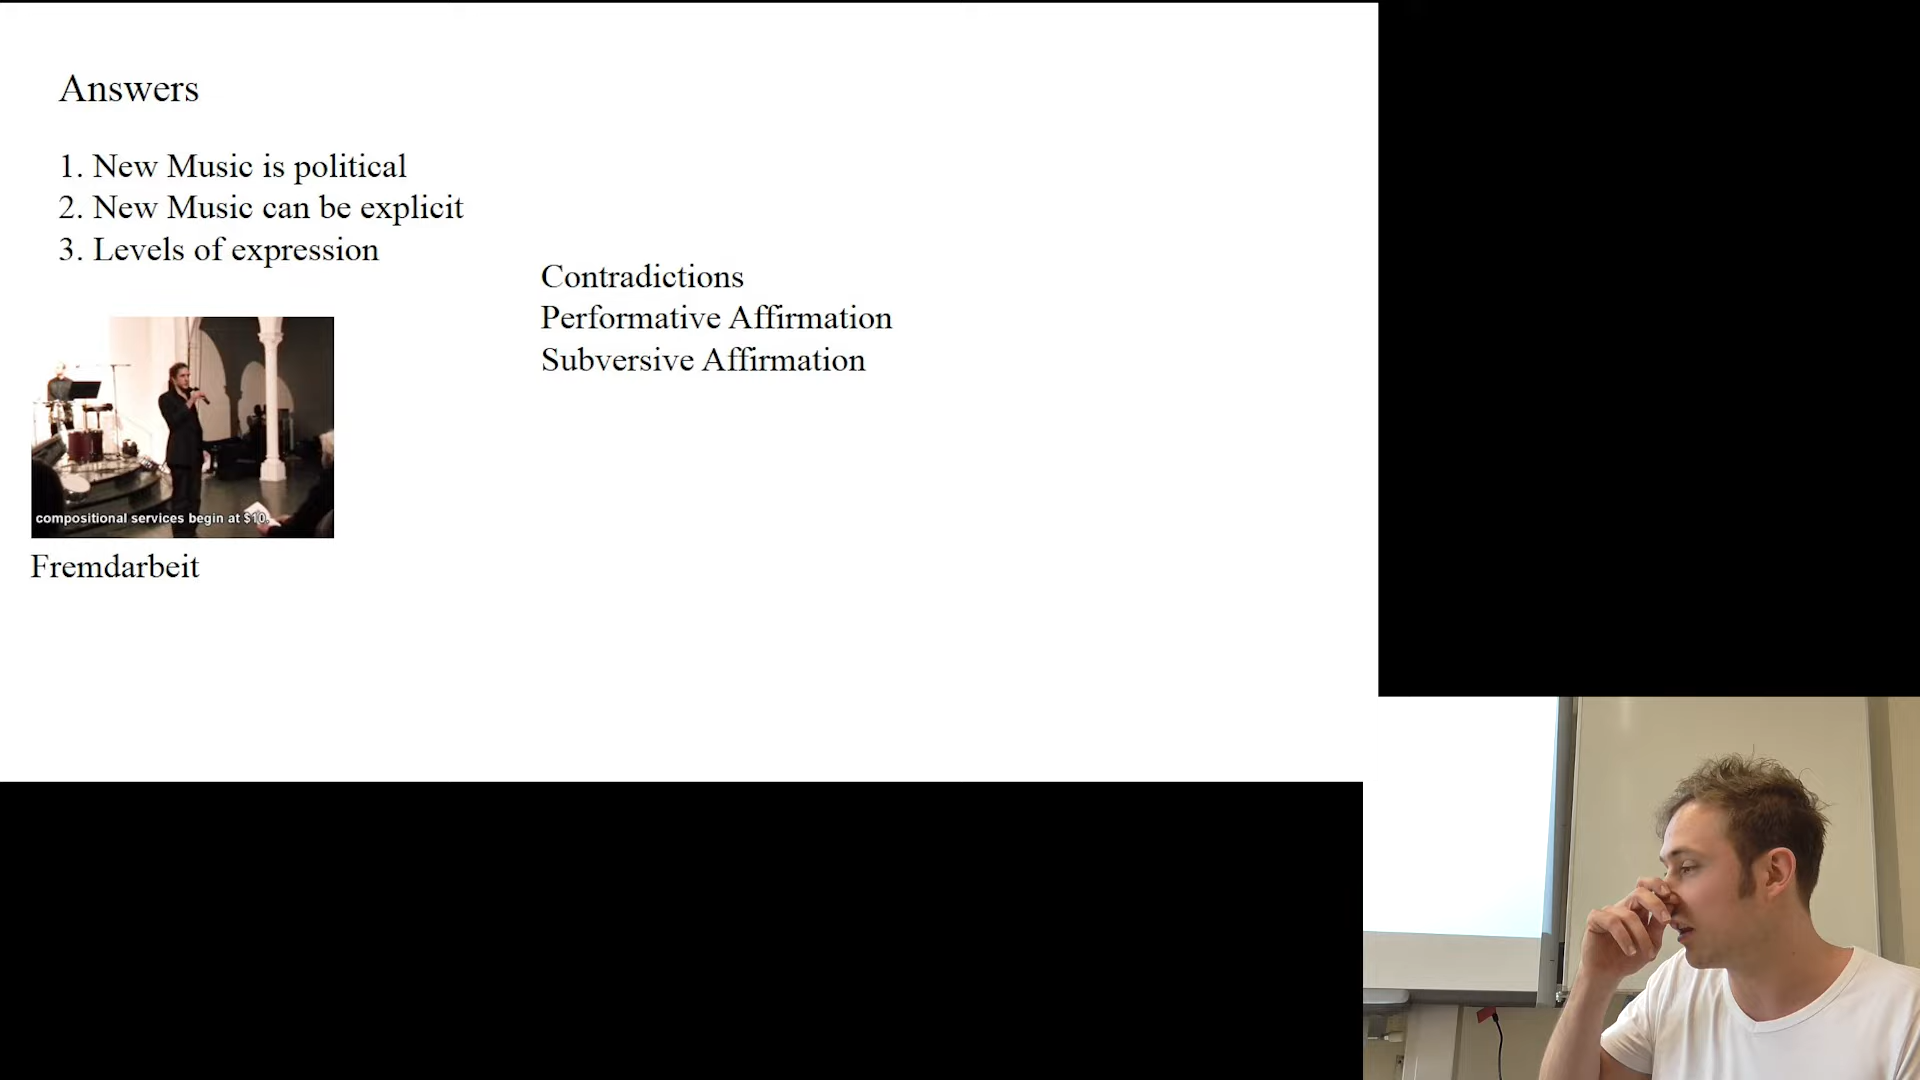 Answers
1. New Music is political
2. New Music can be explicit
3. Levels of expression
Contradictions
Performative Affirmation
Subversive Affirmation
compositional services begin at $10.
Fremdarbeit